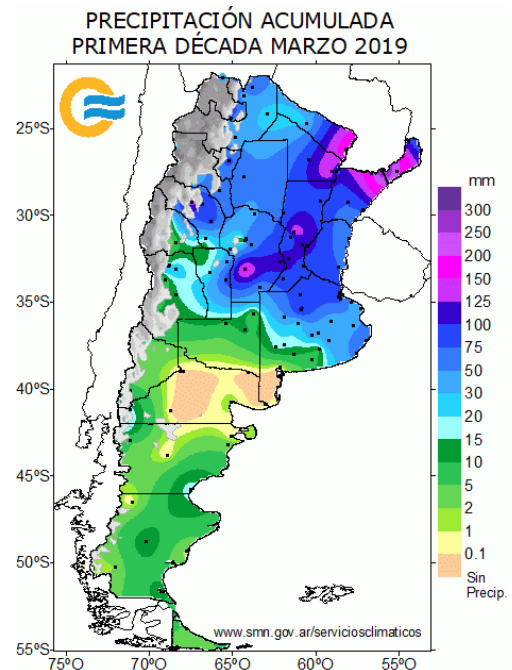 PRECIPITACIÓN ACUMULADA
PRIMERA DÉCADA MARZO 2019
25ºS
30ºS
35ºS
40ºS
45ºS
50ºS
55ºS
75ºO
70ºO
65ºO
60ºO
55ºO
mm
300
250
200
150
125
100
75
50
30
20
15
10
5
2
1
0.1
Sin
Precip.
www.smn.gov.ar/serviciosclimaticos